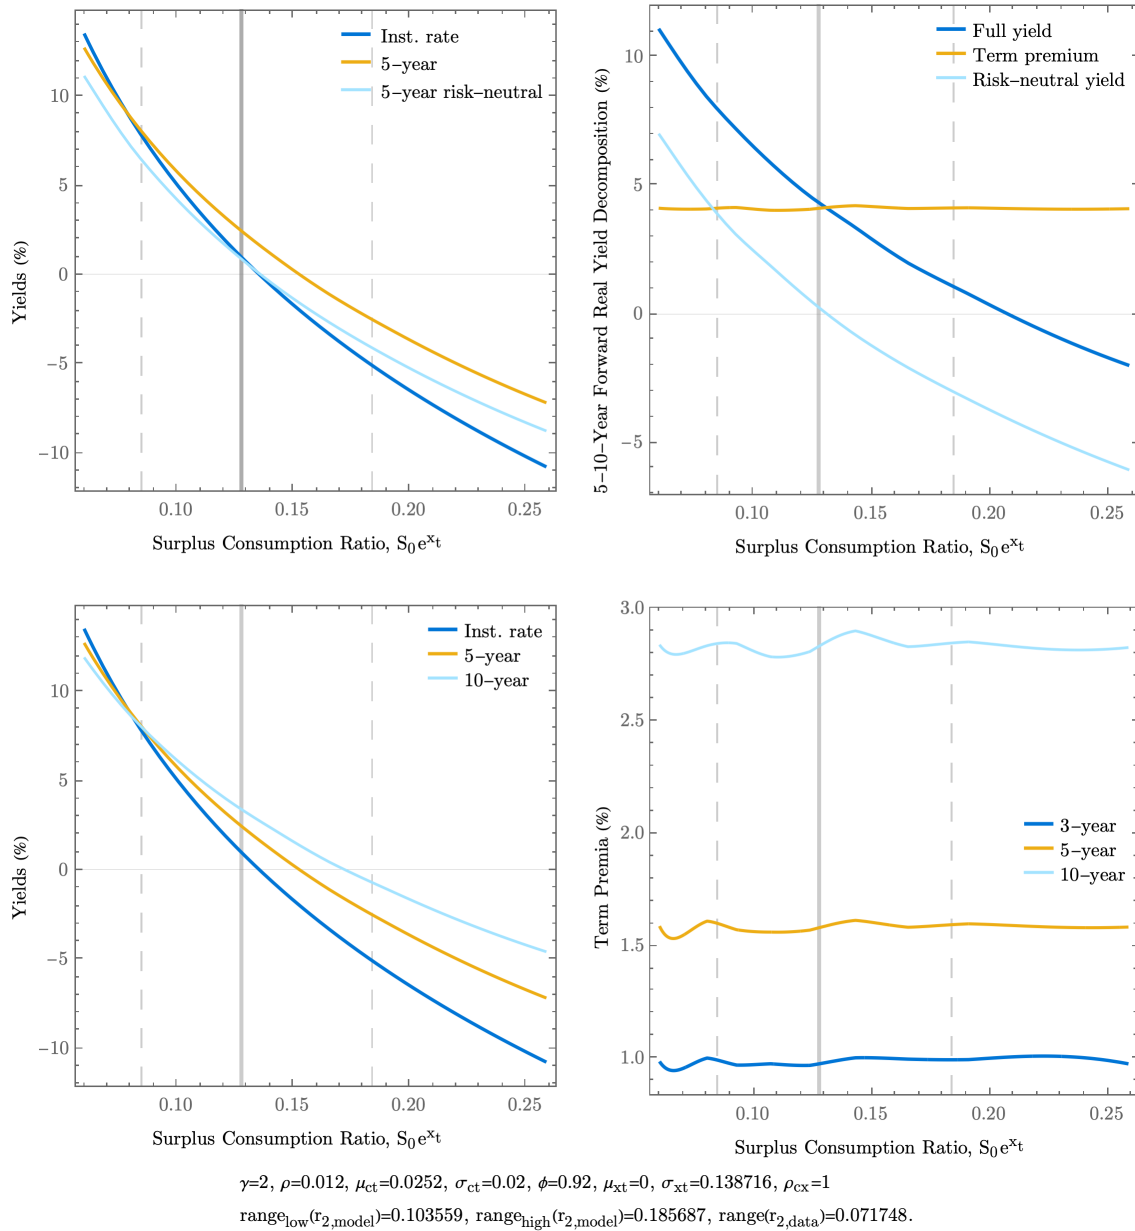 Inst. rate
5−year
5−year risk−neutral
10
5
0
−5
−10
Yields (%)
0.10
0.15
0.20
0.25
Surplus Consumption Ratio, S₀eˣᵗ
Full yield
Term premium
Risk−neutral yield
10
5
0
−5
5−10−Year Forward Real Yield Decomposition (%)
0.10
0.15
0.20
0.25
Surplus Consumption Ratio, S₀eˣᵗ
Inst. rate
5−year
10−year
10
5
0
−5
−10
Yields (%)
0.10
0.15
0.20
0.25
Surplus Consumption Ratio, S₀eˣᵗ
3.0
2.5
2.0
1.5
1.0
Term Premia (%)
3−year
5−year
10−year
0.10
0.15
0.20
0.25
Surplus Consumption Ratio, S₀eˣᵗ
γ=2, ρ=0.012, μct=0.0252, σct=0.02, ϕ=0.92, μxt=0, σxt=0.138716, ρcx=1
rangelow(r2,model)=0.103559, rangehigh(r2,model)=0.185687, range(r2,data)=0.071748.